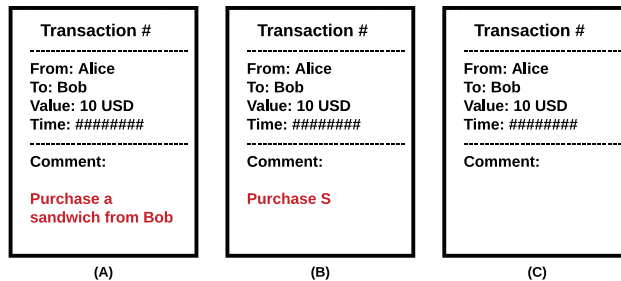 Transaction #
From: Alice
To: Bob
Value: 10 USD
Time: ########
Comment:
Purchase a
sandwich from Bob
(A)
Transaction #
From: Alice
To: Bob
Value: 10 USD
Time: ########
Comment:
Purchase S
(B)
Transaction #
From: Alice
To: Bob
Value: 10 USD
Time: ########
Comment:
(C)